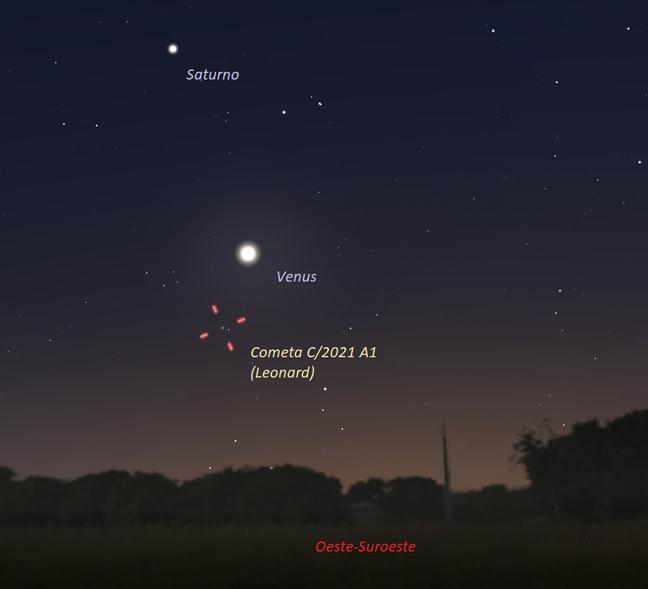 Saturno
Venus
Cometa C/2021 A1
(Leonard)
Oeste-Suroeste